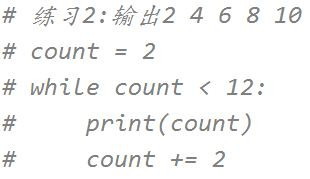 # 练习2:输出2 4 6 8 10
# count = 2
# while count < 12:
#     print(count)
#     count += 2